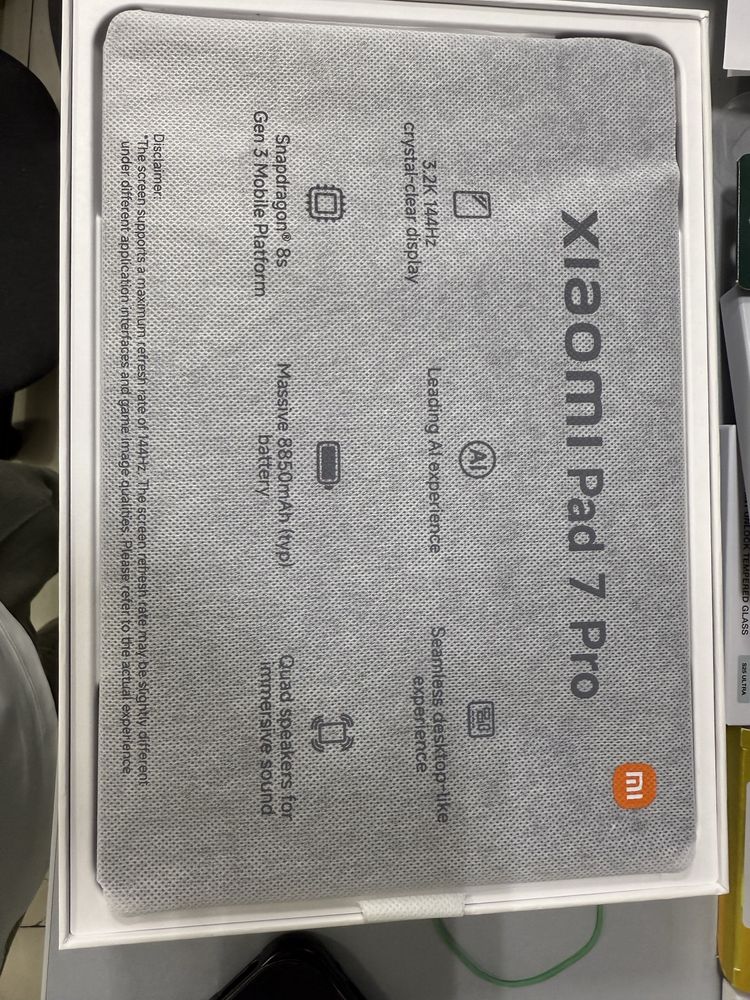 mi
Xiaomi Pad 7 Pro
3.2K 144Hz
crystal-clear display
AI
Leading AI experience
Seamless desktop-like
experience
Snapdragon® 8s
Gen 3 Mobile Platform
Massive 8850mAh (typ)
battery
Quad speakers for
immersive sound
Disclaimer:
*The screen supports a maximum refresh rate of 144Hz. The screen refresh rate may be slightly different
under different application interfaces and game image qualities. Please refer to the actual experience.
TEMPERED GLASS
S25 ULTRA